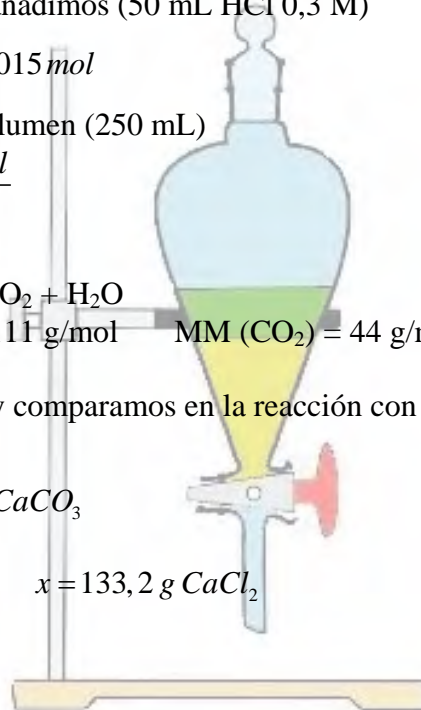 añadimos (50 mL HCl 0,3 M)
015 mol
lumen (250 mL)
l
O₂ + H₂O
11 g/mol MM (CO₂) = 44 g/
y comparamos en la reacción con
CaCO₃
x = 133,2 g CaCl₂